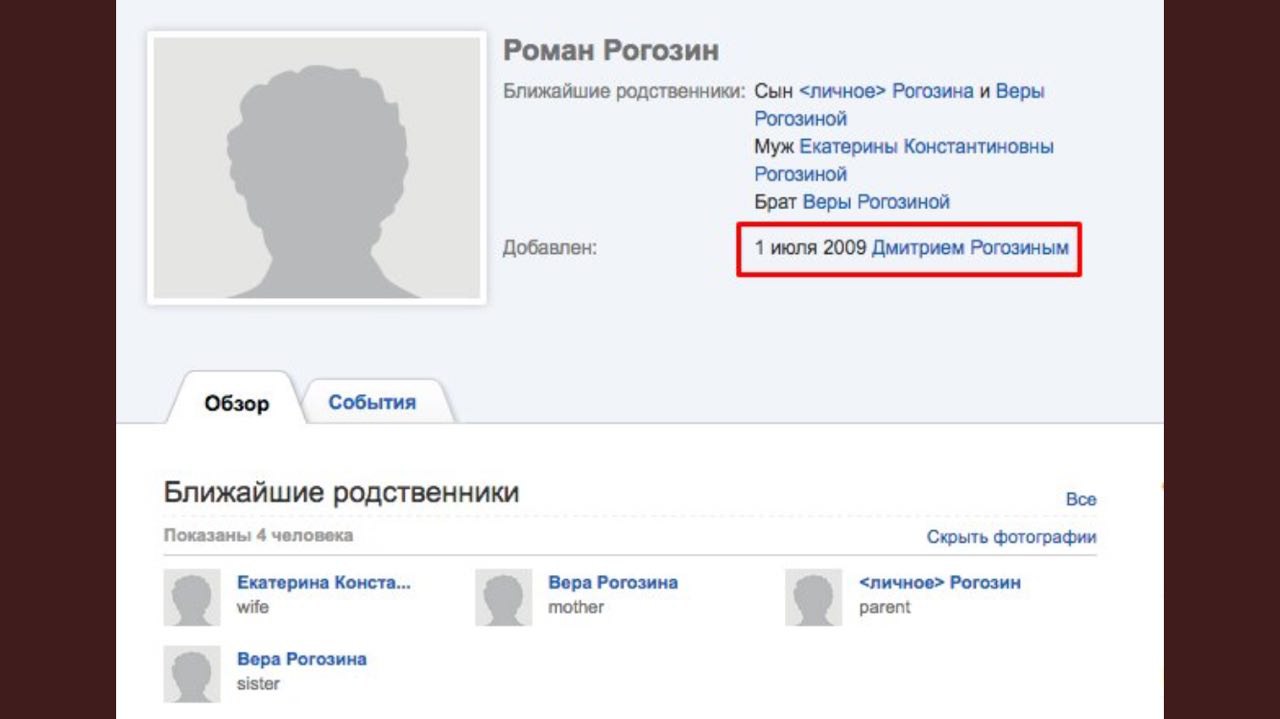 Роман Рогозин
Ближайшие родственники: Сын <личное> Рогозина и Веры
Рогозиной
Муж Екатерины Константиновны
Рогозиной
Брат Веры Рогозиной
Добавлен: 1 июля 2009 Дмитрием Рогозиным
Обзор События
Ближайшие родственники Все
Показаны 4 человека Скрыть фотографии
Екатерина Конста... Вера Рогозина <личное> Рогозин
wife mother parent
Вера Рогозина
sister